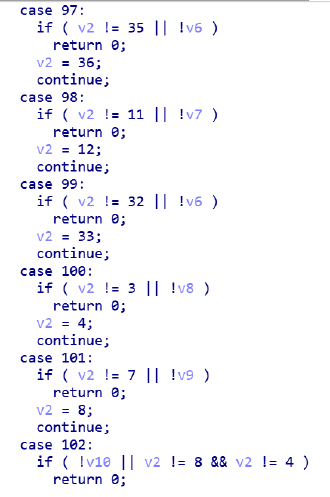 case 97:
if ( v2 != 35 || !v6 )
return 0;
v2 = 36;
continue;
case 98:
if ( v2 != 11 || !v7 )
return 0;
v2 = 12;
continue;
case 99:
if ( v2 != 32 || !v6 )
return 0;
v2 = 33;
continue;
case 100:
if ( v2 != 3 || !v8 )
return 0;
v2 = 4;
continue;
case 101:
if ( v2 != 7 || !v9 )
return 0;
v2 = 8;
continue;
case 102:
if ( !v10 || v2 != 8 && v2 != 4 )
return 0;